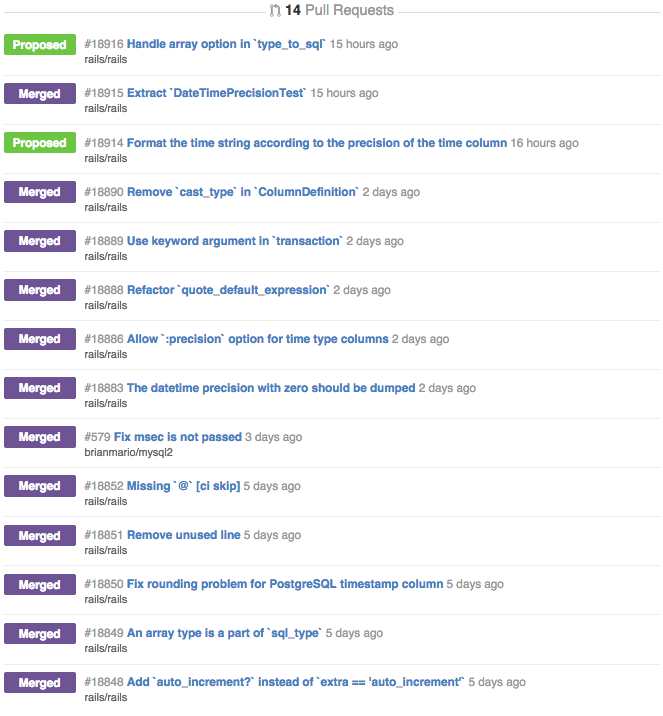 14 Pull Requests
Proposed #18916 Handle array option in `type_to_sql` 15 hours ago
rails/rails
Merged #18915 Extract `DateTimePrecisionTest` 15 hours ago
rails/rails
Proposed #18914 Format the time string according to the precision of the time column 16 hours ago
rails/rails
Merged #18890 Remove `cast_type` in `ColumnDefinition` 2 days ago
rails/rails
Merged #18889 Use keyword argument in `transaction` 2 days ago
rails/rails
Merged #18888 Refactor `quote_default_expression` 2 days ago
rails/rails
Merged #18886 Allow `:precision` option for time type columns 2 days ago
rails/rails
Merged #18883 The datetime precision with zero should be dumped 2 days ago
rails/rails
Merged #579 Fix msec is not passed 3 days ago
brianmario/mysql2
Merged #18852 Missing `@` [ci skip] 5 days ago
rails/rails
Merged #18851 Remove unused line 5 days ago
rails/rails
Merged #18850 Fix rounding problem for PostgreSQL timestamp column 5 days ago
rails/rails
Merged #18849 An array type is a part of `sql_type` 5 days ago
rails/rails
Merged #18848 Add `auto_increment?` instead of `extra == 'auto_increment'` 5 days ago
rails/rails